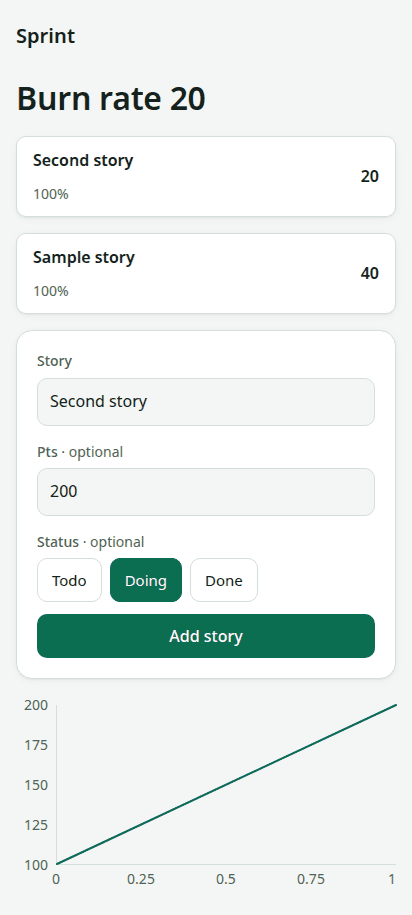 Sprint
Burn rate 20
Second story
20
100%
Sample story
40
100%
Story
Second story
Pts · optional
200
Status · optional
Todo Doing Done
Add story
200
175
150
125
100
0 0.25 0.5 0.75 1